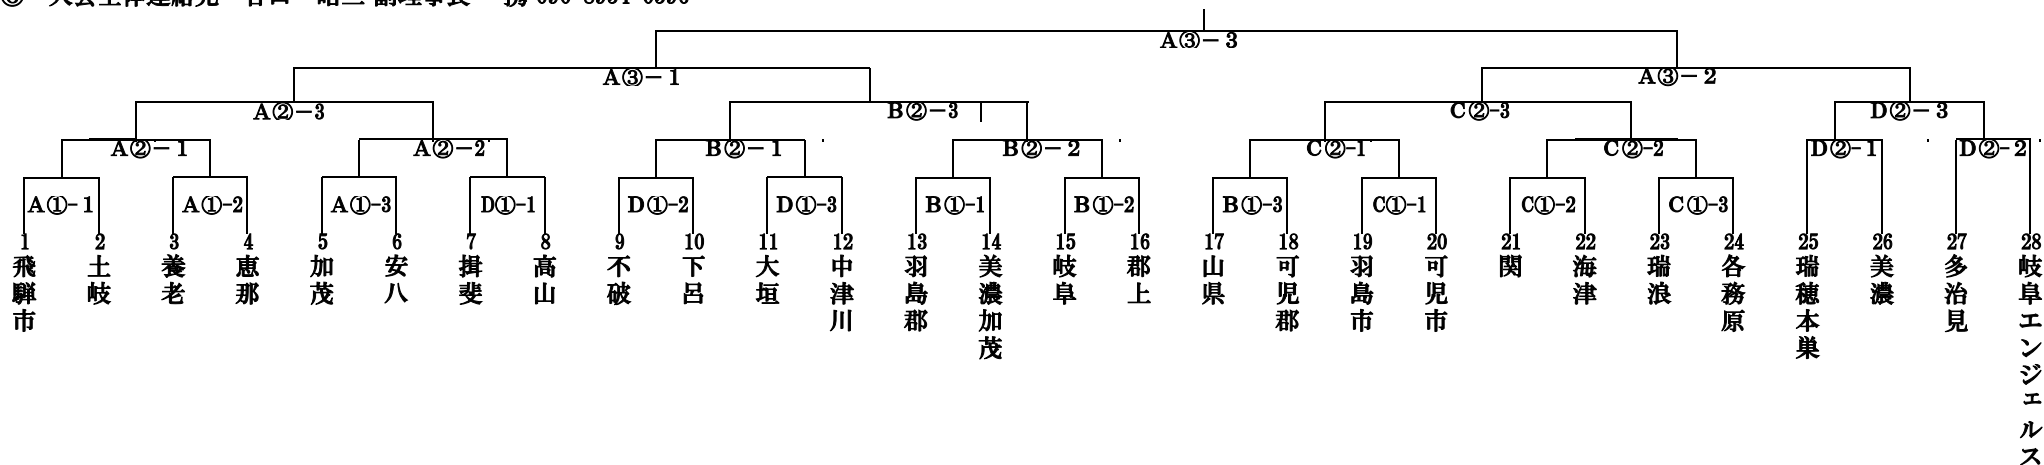 A③－3
A③－1
A③－2
A②－3
B②－3
C②-3
D②－3
A②－1
A②－2
B②－1
B②－2
C②-1
C②-2
D②-1
D②-2
A①-1
A①-2
A①-3
D①-1
D①-2
D①-3
B①-1
B①-2
B①-3
C①-1
C①-2
C①-3
1 飛騨市
2 土岐
3 養老
4 恵那
5 加茂
6 安八
7 揖斐
8 高山
9 不破
10 下呂
11 大垣
12 中津川
13 羽島郡
14 美濃加茂
15 岐阜
16 郡上
17 山県
18 可児郡
19 羽島市
20 可児市
21 関
22 海津
23 瑞浪
24 各務原
25 瑞穂本巣
26 美濃
27 多治見
28 岐阜エンジェルス